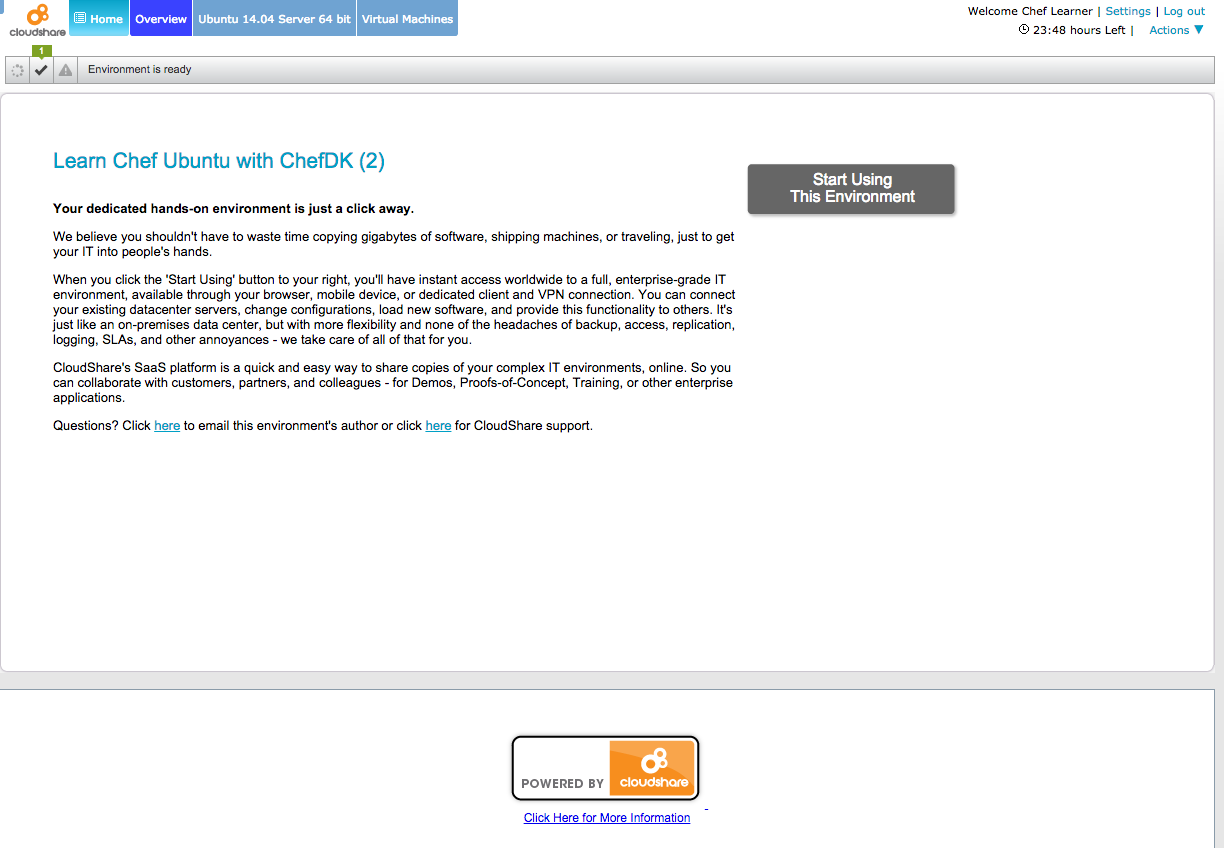 cloudshare
Home
Overview
Ubuntu 14.04 Server 64 bit
Virtual Machines
Welcome Chef Learner | Settings | Log out
23:48 hours Left | Actions ▼
1
Environment is ready
Learn Chef Ubuntu with ChefDK (2)
Start Using
This Environment
Your dedicated hands-on environment is just a click away.
We believe you shouldn't have to waste time copying gigabytes of software, shipping machines, or traveling, just to get
your IT into people's hands.
When you click the 'Start Using' button to your right, you'll have instant access worldwide to a full, enterprise-grade IT
environment, available through your browser, mobile device, or dedicated client and VPN connection. You can connect
your existing datacenter servers, change configurations, load new software, and provide this functionality to others. It's
just like an on-premises data center, but with more flexibility and none of the headaches of backup, access, replication,
logging, SLAs, and other annoyances - we take care of all of that for you.
CloudShare's SaaS platform is a quick and easy way to share copies of your complex IT environments, online. So you
can collaborate with customers, partners, and colleagues - for Demos, Proofs-of-Concept, Training, or other enterprise
applications.
Questions? Click here to email this environment's author or click here for CloudShare support.
POWERED BY cloudshare
Click Here for More Information